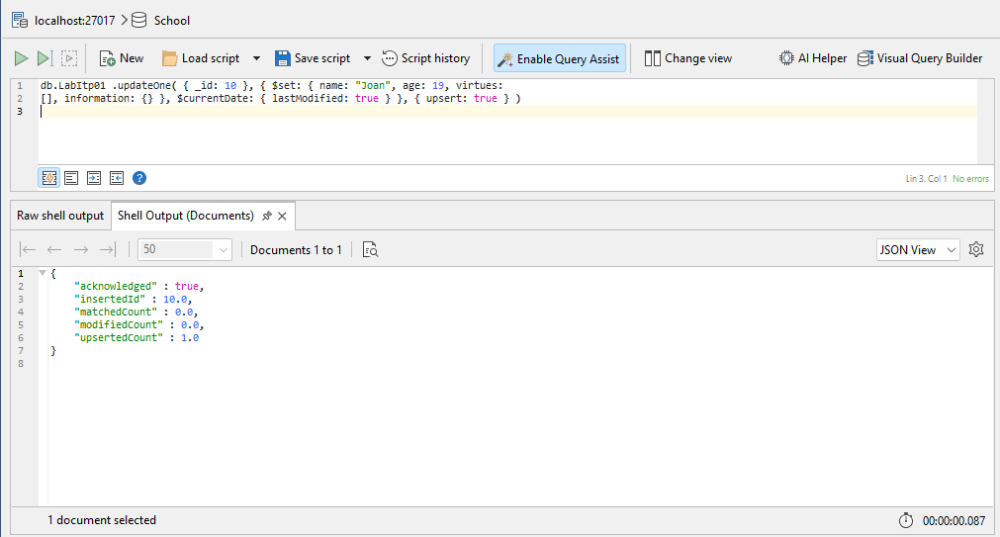 localhost:27017 School
New Load script Save script Script history Enable Query Assist Change view AI Helper Visual Query Builder
1 db.LabItp01 .updateOne( { _id: 10 }, { $set: { name: "Joan", age: 19, virtues:
2 [], information: {} }, $currentDate: { lastModified: true } }, { upsert: true } )
3
Lin 3, Col 1 No errors
Raw shell output Shell Output (Documents)
50 Documents 1 to 1 JSON View
1 {
2 "acknowledged" : true,
3 "insertedId" : 10.0,
4 "matchedCount" : 0.0,
5 "modifiedCount" : 0.0,
6 "upsertedCount" : 1.0
7 }
8
1 document selected 00:00:00.087